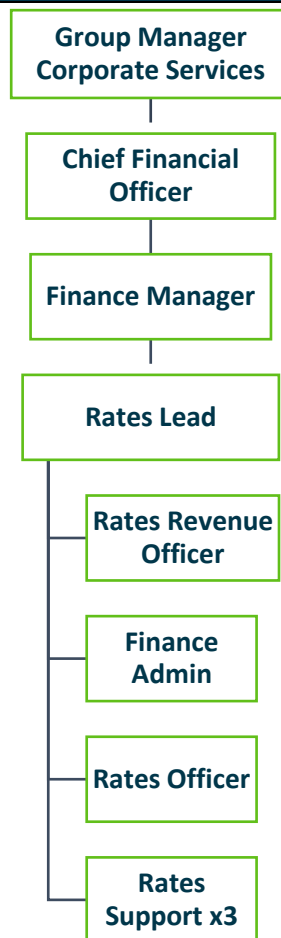 Group Manager
Corporate Services
Chief Financial
Officer
Finance Manager
Rates Lead
Rates Revenue
Officer
Finance
Admin
Rates Officer
Rates
Support x3